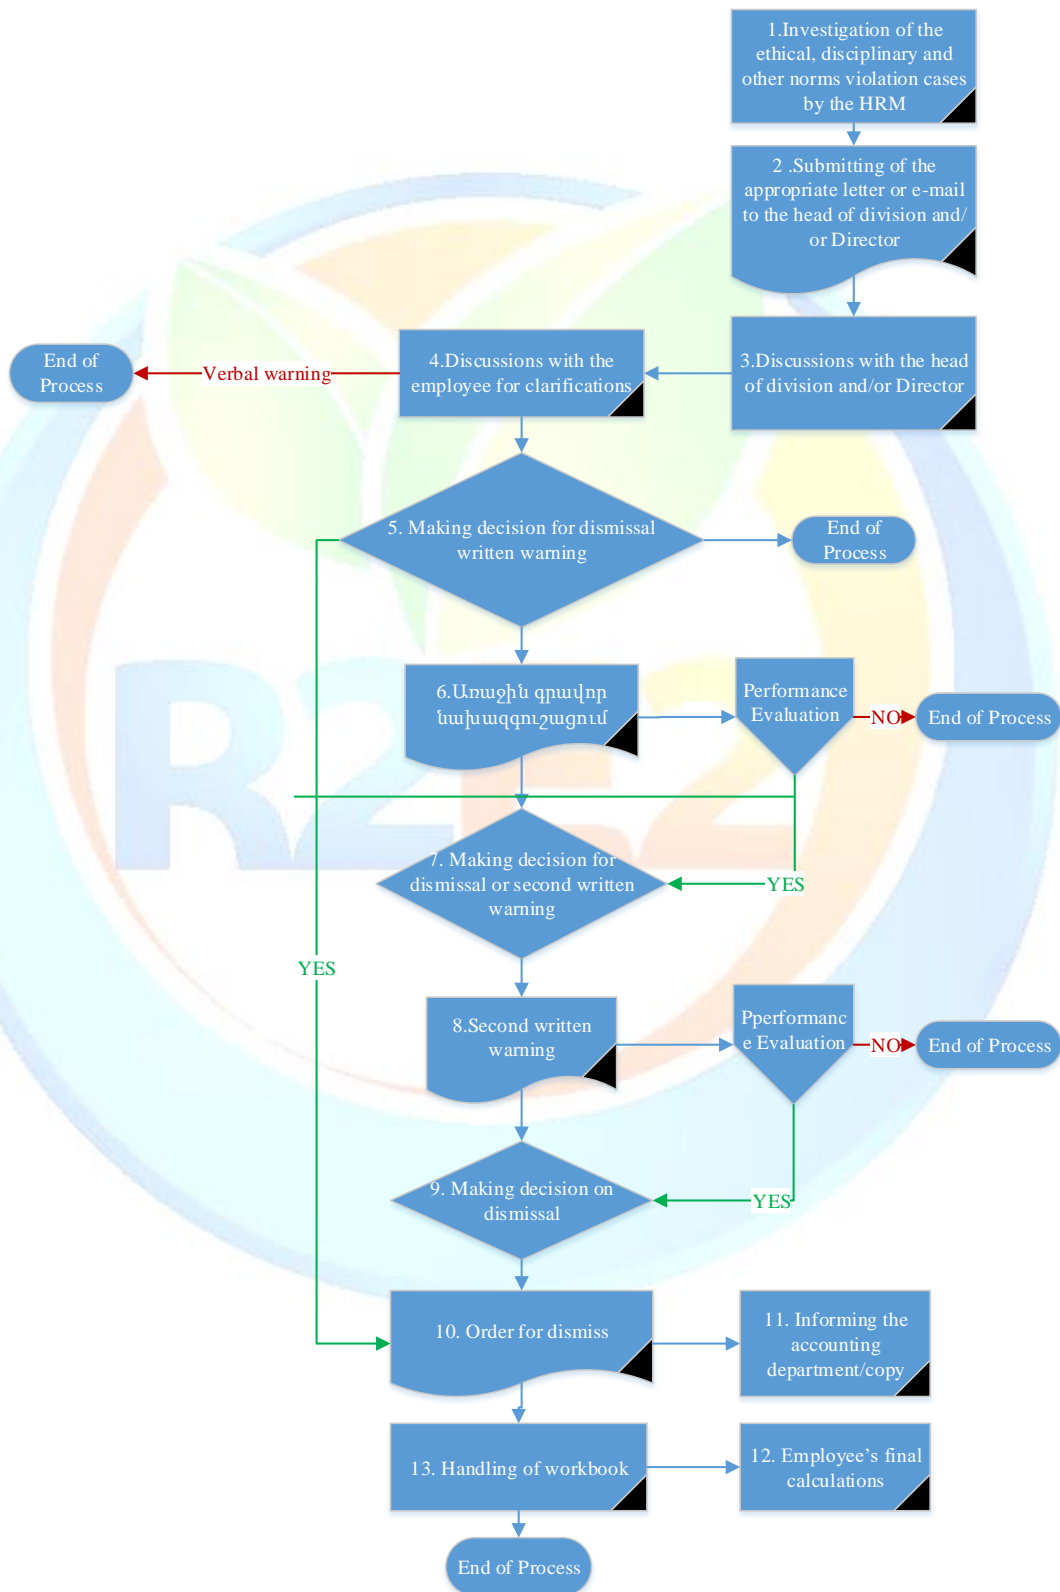 1.Investigation of the
ethical, disciplinary and
other norms violation cases
by the HRM
2 .Submitting of the
appropriate letter or e-mail
to the head of division and/
or Director
3.Discussions with the head
of division and/or Director
4.Discussions with the
employee for clarifications
Verbal warning
End of
Process
5. Making decision for dismissal
written warning
End of
Process
6.Առաջին գրավոր
նախազգուշացում
Performance
Evaluation
NO
End of Process
7. Making decision for
dismissal or second written
warning
YES
YES
8.Second written
warning
Pperformanc
e Evaluation
NO
End of Process
9. Making decision on
dismissal
YES
10. Order for dismiss
11. Informing the
accounting
department/copy
13. Handling of workbook
12. Employee’s final
calculations
End of Process
R2E2